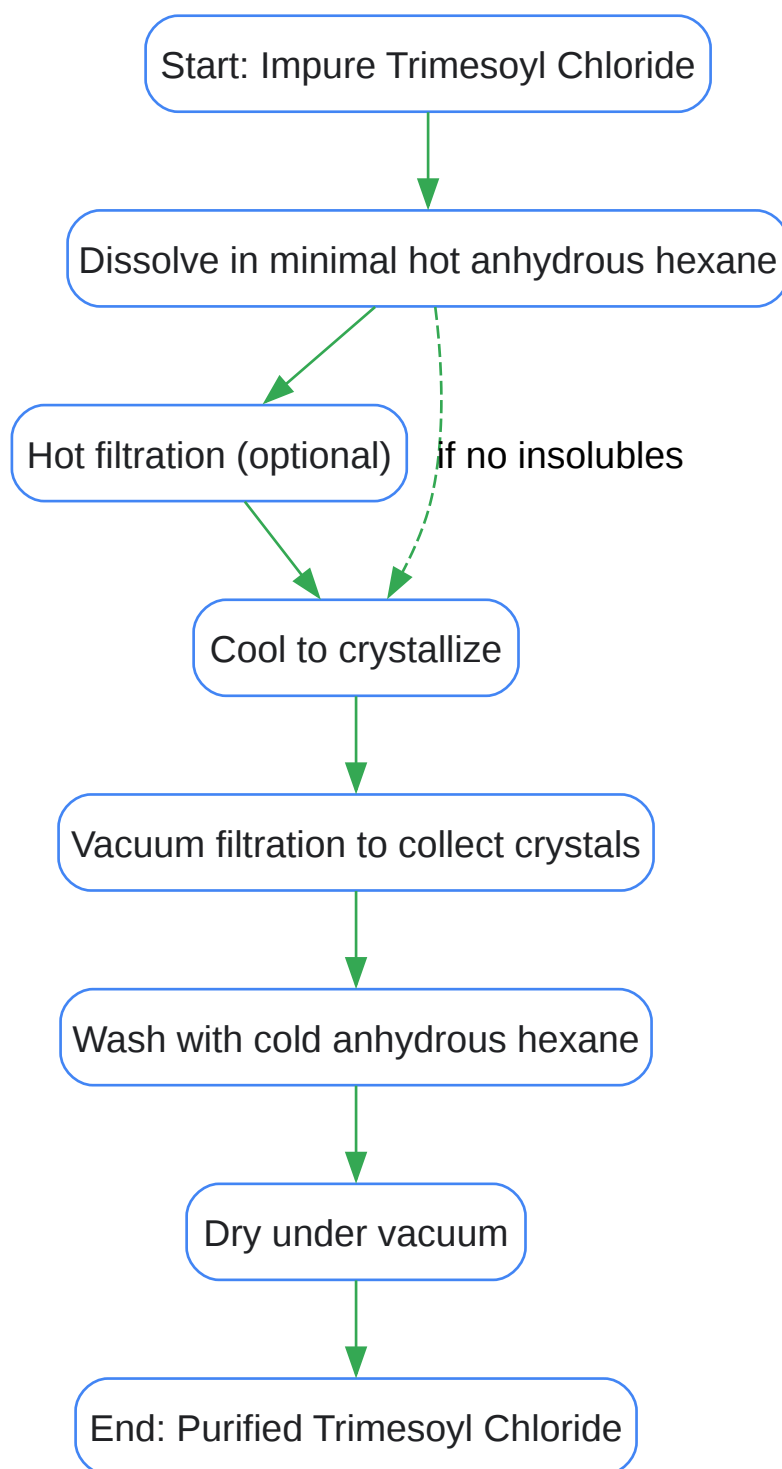 Start: Impure Trimesoyl Chloride
Dissolve in minimal hot anhydrous hexane
Hot filtration (optional)
if no insolubles
Cool to crystallize
Vacuum filtration to collect crystals
Wash with cold anhydrous hexane
Dry under vacuum
End: Purified Trimesoyl Chloride